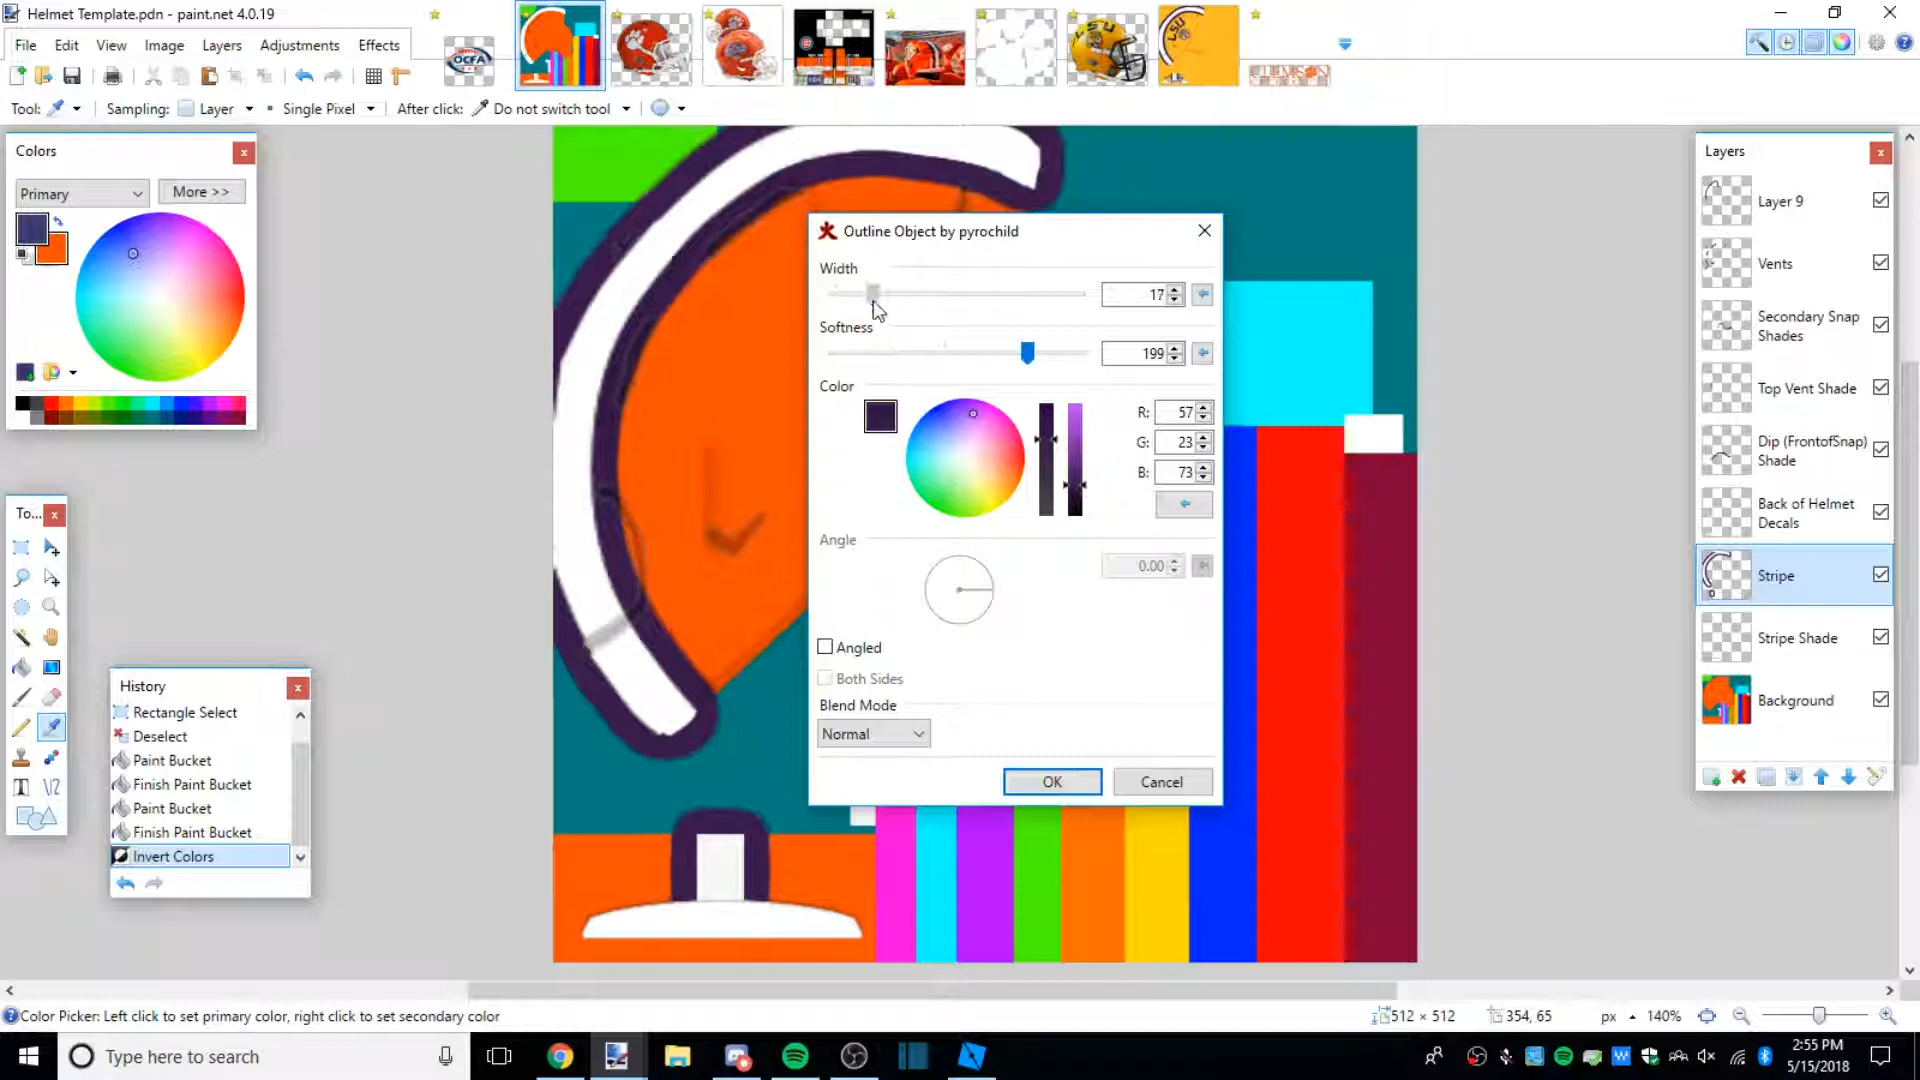 Helmet Template.pdn - paint.net 4.0.19
File Edit View Image Layers Adjustments Effects
OCFA
LSU
LSU
CLEMSON
Tool: Sampling: Layer Single Pixel After click: Do not switch tool
Colors
Primary More >>
Outline Object by pyrochild
Width
17
Softness
199
Color
R: 57
G: 23
B: 73
Angle
0.00
Angled
Both Sides
Blend Mode
Normal
OK Cancel
Layers
Layer 9
Vents
Secondary Snap
Shades
Top Vent Shade
Dip (FrontofSnap)
Shade
Back of Helmet
Decals
Stripe
Stripe Shade
Background
To...
History
Rectangle Select
Deselect
Paint Bucket
Finish Paint Bucket
Paint Bucket
Finish Paint Bucket
Invert Colors
Color Picker: Left click to set primary color, right click to set secondary color
512 × 512
354, 65
px
140%
Type here to search
2:55 PM
5/15/2018